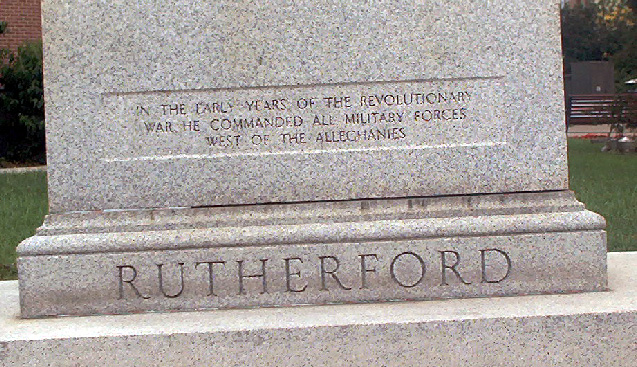 IN THE EARLY YEARS OF THE REVOLUTIONARY
WAR HE COMMANDED ALL MILITARY FORCES
WEST OF THE ALLEGHANIES
RUTHERFORD